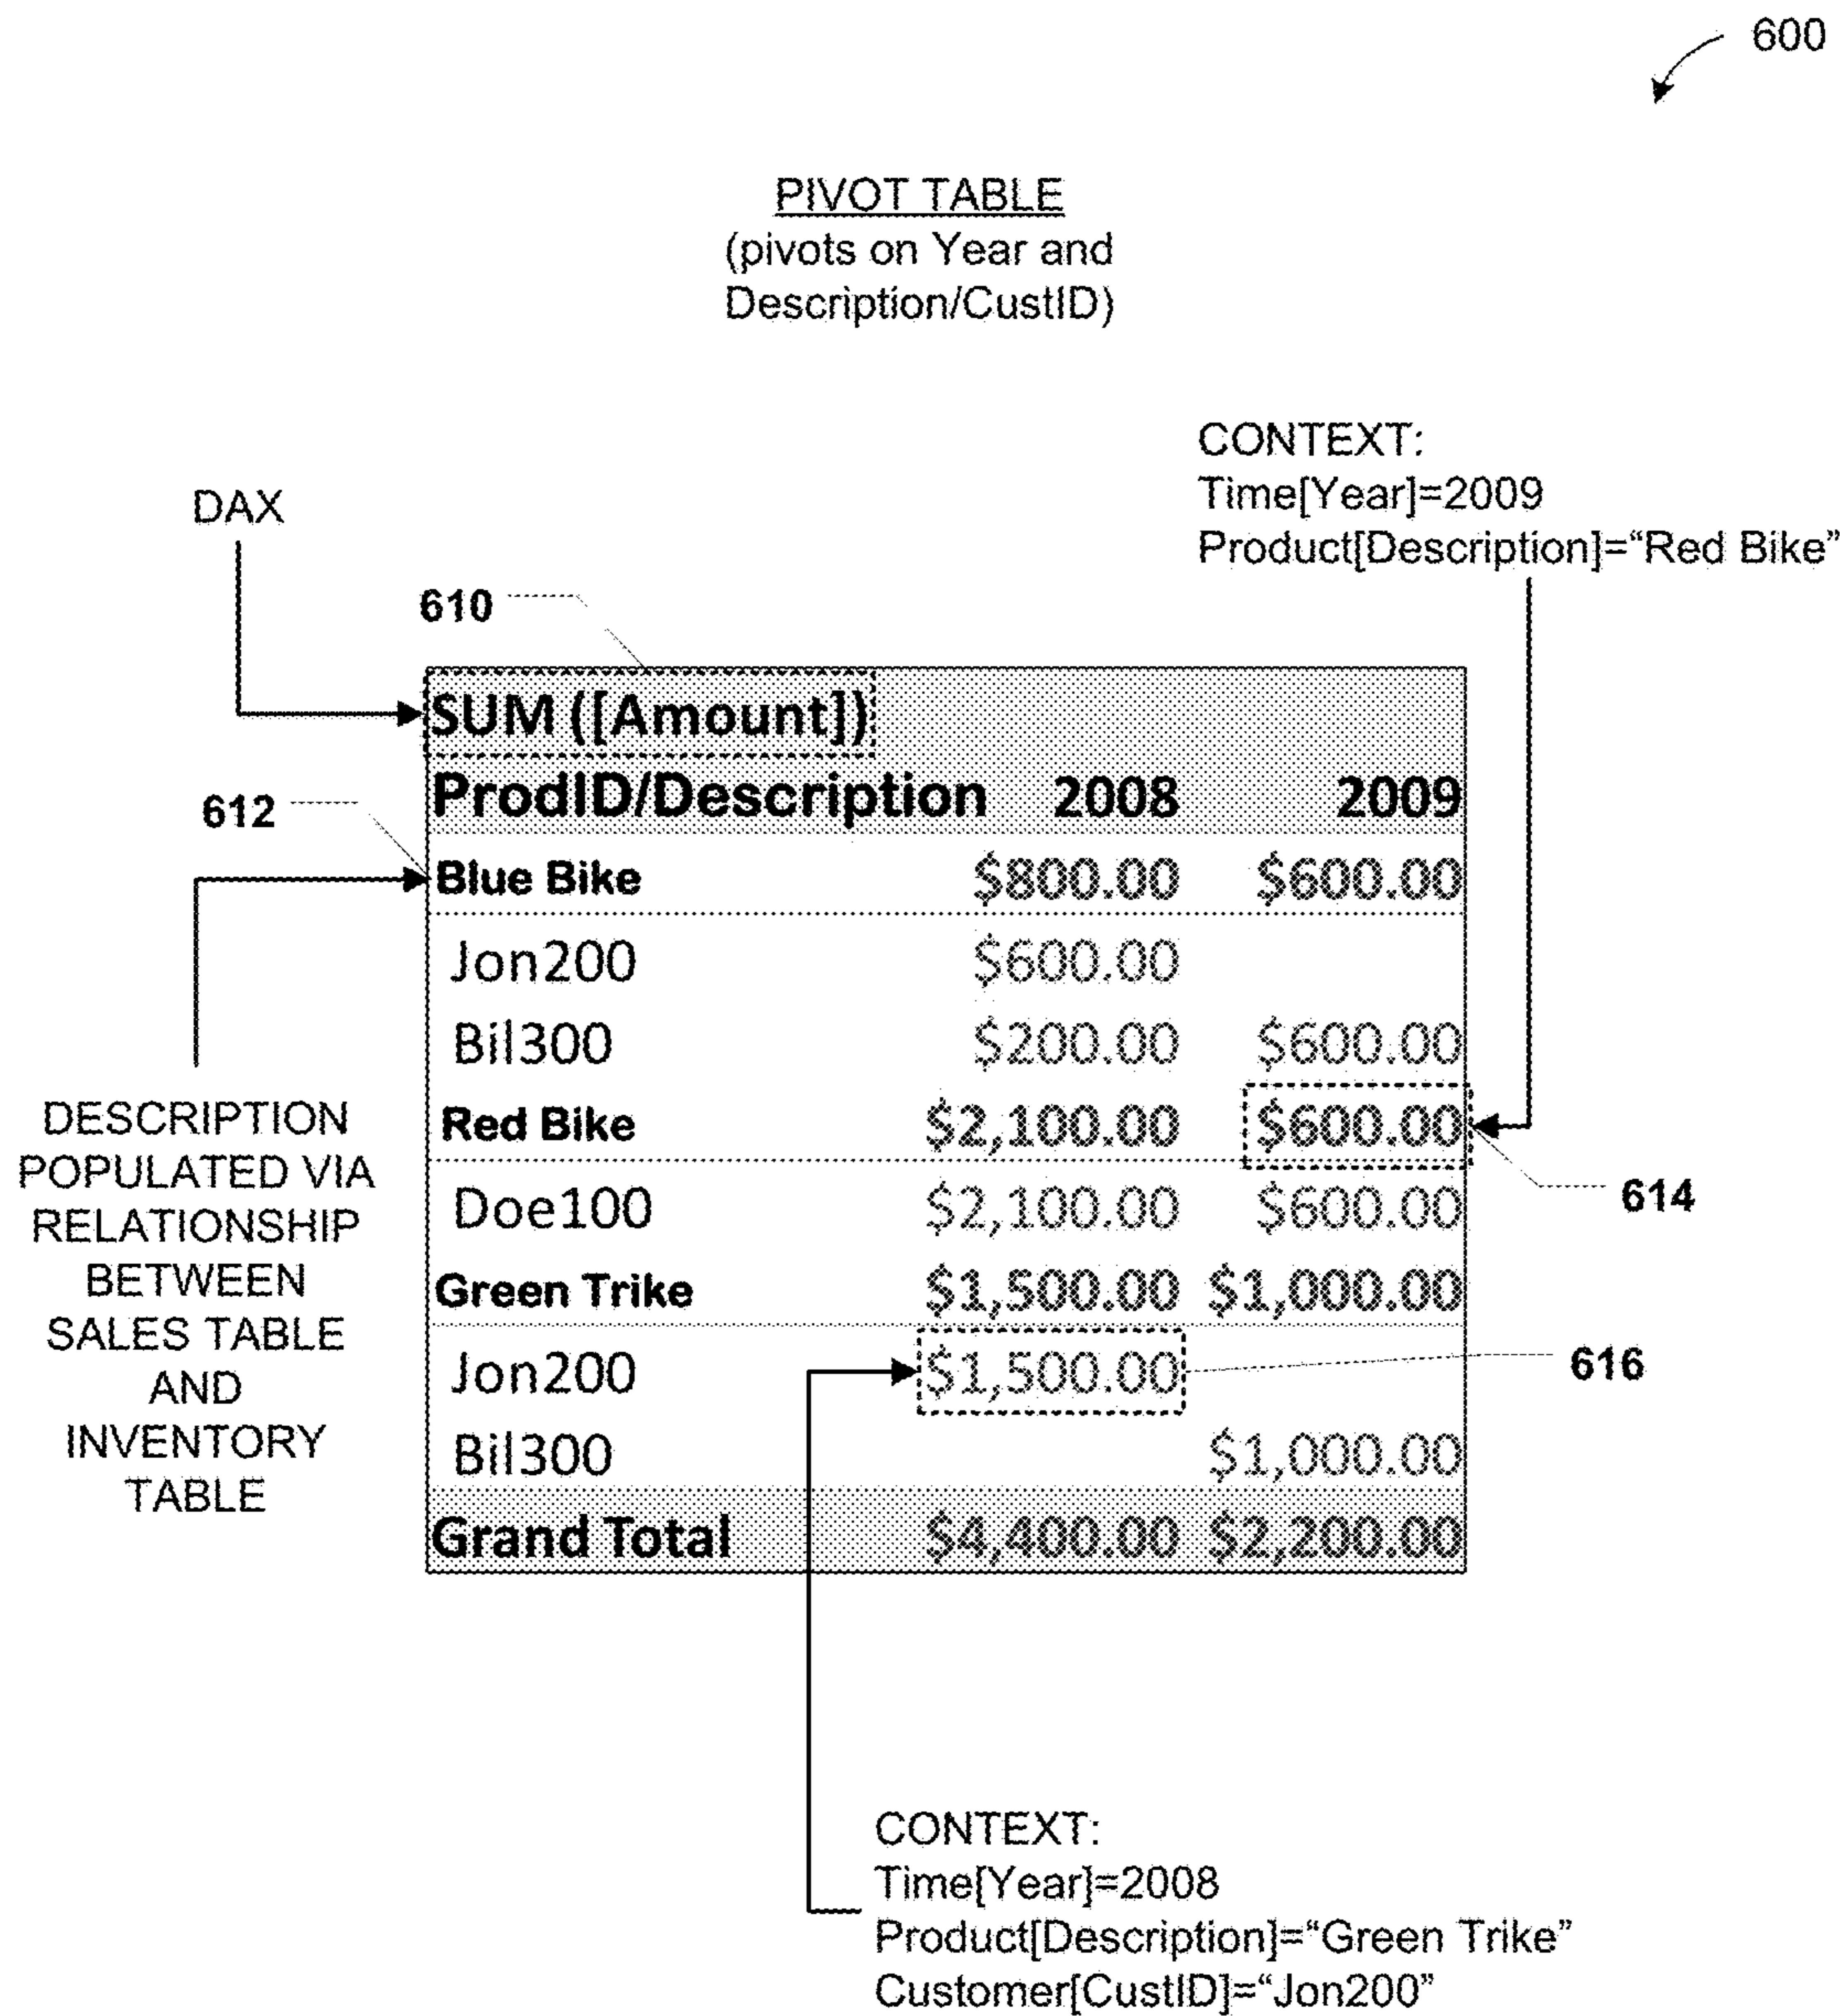 600
PIVOT TABLE
(pivots on Year and
Description/CustID)
CONTEXT:
Time[Year]=2009
Product[Description]=“Red Bike”
DAX
610
SUM ([Amount])
612
ProdID/Description 2008 2009
Blue Bike $800.00 $600.00
Jon200 $600.00
Bil300 $200.00 $600.00
Red Bike $2,100.00 $600.00
614
Doe100 $2,100.00 $600.00
Green Trike $1,500.00 $1,000.00
Jon200 $1,500.00
616
Bil300 $1,000.00
Grand Total $4,400.00 $2,200.00
DESCRIPTION
POPULATED VIA
RELATIONSHIP
BETWEEN
SALES TABLE
AND
INVENTORY
TABLE
CONTEXT:
Time[Year]=2008
Product[Description]=“Green Trike”
Customer[CustID]=“Jon200”